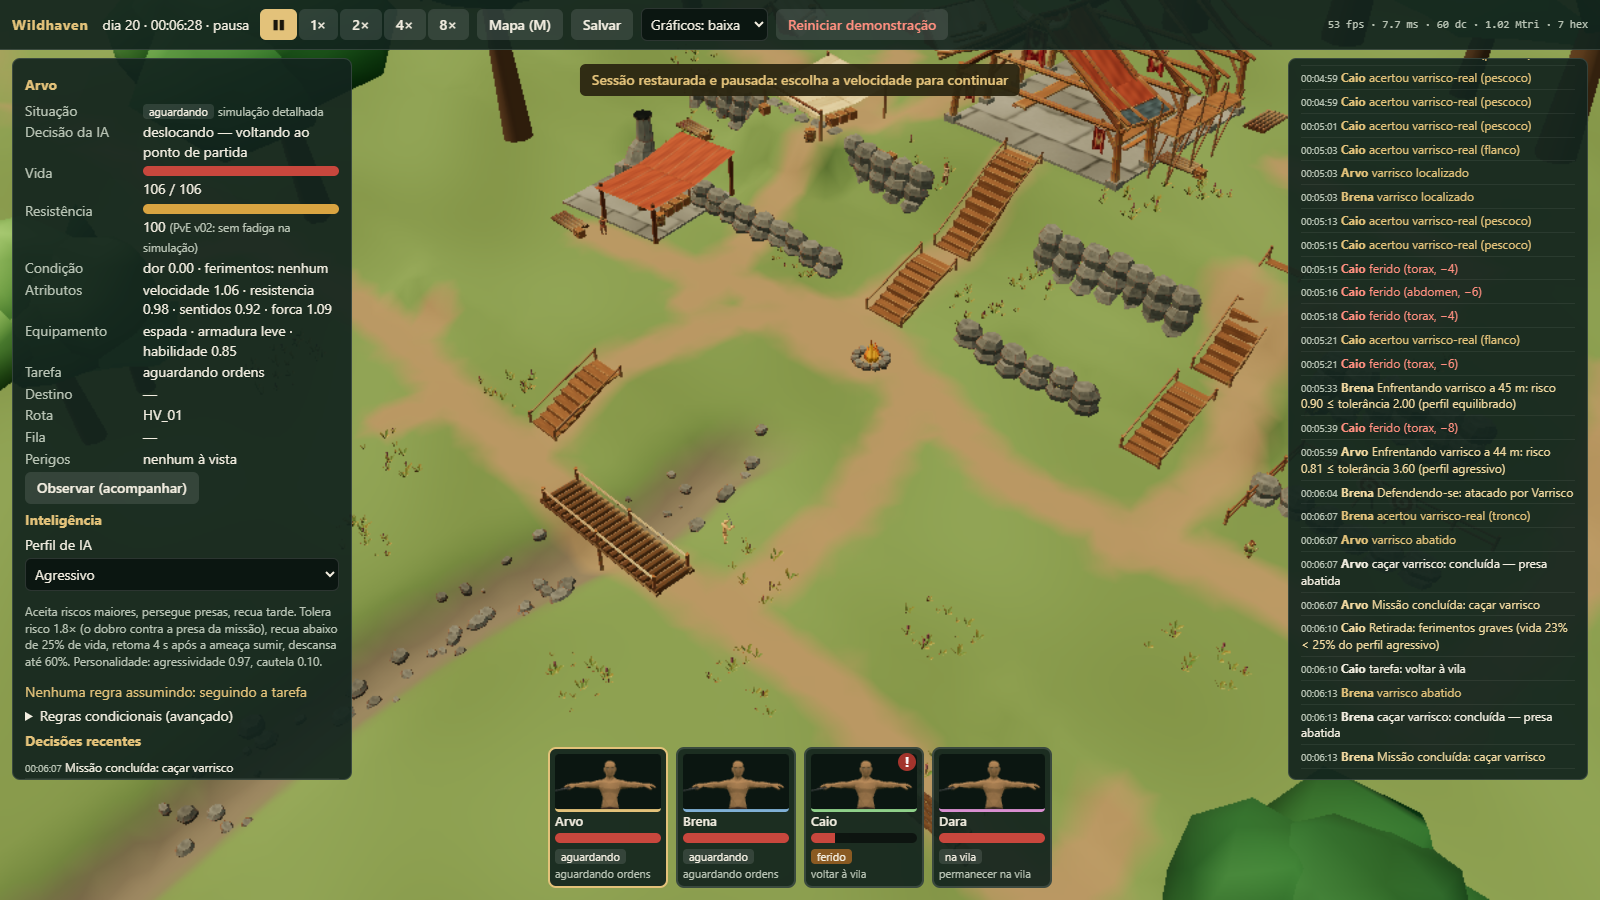 Wildhaven dia 20 · 00:06:28 · pausa 1× 2× 4× 8× Mapa (M) Salvar Gráficos: baixa Reiniciar demonstração 53 fps · 7.7 ms · 60 dc · 1.02 Mtri · 7 hex
Sessão restaurada e pausada: escolha a velocidade para continuar
Arvo
Situação aguardando simulação detalhada
Decisão da IA deslocando — voltando ao
ponto de partida
Vida
106 / 106
Resistência
100 (PvE v02: sem fadiga na
simulação)
Condição dor 0.00 · ferimentos: nenhum
Atributos velocidade 1.06 · resistencia
0.98 · sentidos 0.92 · forca 1.09
Equipamento espada · armadura leve ·
habilidade 0.85
Tarefa aguardando ordens
Destino —
Rota HV_01
Fila —
Perigos nenhum à vista
Observar (acompanhar)
Inteligência
Perfil de IA
Agressivo
Aceita riscos maiores, persegue presas, recua tarde. Tolera
risco 1.8× (o dobro contra a presa da missão), recua abaixo
de 25% de vida, retoma 4 s após a ameaça sumir, descansa
até 60%. Personalidade: agressividade 0.97, cautela 0.10.
Nenhuma regra assumindo: seguindo a tarefa
▶ Regras condicionais (avançado)
Decisões recentes
00:06:07 Missão concluída: caçar varrisco
00:04:59 Caio acertou varrisco-real (pescoco)
00:04:59 Caio acertou varrisco-real (pescoco)
00:05:01 Caio acertou varrisco-real (pescoco)
00:05:03 Caio acertou varrisco-real (flanco)
00:05:03 Arvo varrisco localizado
00:05:03 Brena varrisco localizado
00:05:13 Caio acertou varrisco-real (pescoco)
00:05:15 Caio acertou varrisco-real (pescoco)
00:05:15 Caio ferido (torax, −4)
00:05:16 Caio ferido (abdomen, −6)
00:05:18 Caio ferido (torax, −4)
00:05:21 Caio acertou varrisco-real (flanco)
00:05:21 Caio ferido (torax, −6)
00:05:33 Brena Enfrentando varrisco a 45 m: risco
0.90 ≤ tolerância 2.00 (perfil equilibrado)
00:05:39 Caio ferido (torax, −8)
00:05:59 Arvo Enfrentando varrisco a 44 m: risco
0.81 ≤ tolerância 3.60 (perfil agressivo)
00:06:04 Brena Defendendo-se: atacado por Varrisco
00:06:07 Brena acertou varrisco-real (tronco)
00:06:07 Arvo varrisco abatido
00:06:07 Arvo caçar varrisco: concluída — presa
abatida
00:06:07 Arvo Missão concluída: caçar varrisco
00:06:10 Caio Retirada: ferimentos graves (vida 23%
< 25% do perfil agressivo)
00:06:10 Caio tarefa: voltar à vila
00:06:13 Brena varrisco abatido
00:06:13 Brena caçar varrisco: concluída — presa
abatida
00:06:13 Brena Missão concluída: caçar varrisco
!
Arvo Brena Caio Dara
aguardando aguardando ferido na vila
aguardando ordens aguardando ordens voltar à vila permanecer na vila